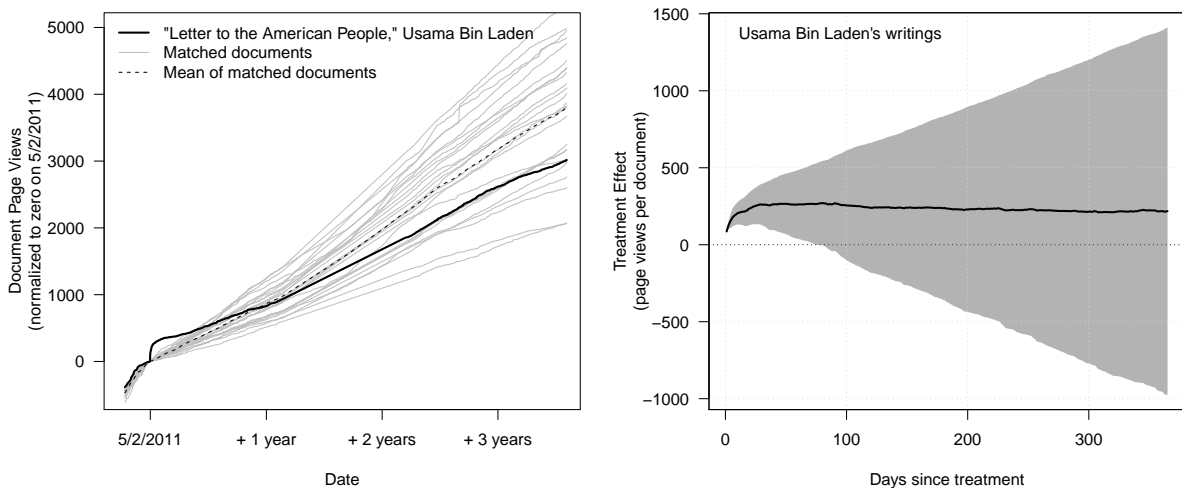 "Letter to the American People," Usama Bin Laden
Matched documents
Mean of matched documents
5000
4000
3000
2000
1000
0
Document Page Views
(normalized to zero on 5/2/2011)
5/2/2011
+ 1 year
+ 2 years
+ 3 years
Date
Usama Bin Laden's writings
1500
1000
500
0
−500
−1000
Treatment Effect
(page views per document)
0
100
200
300
Days since treatment